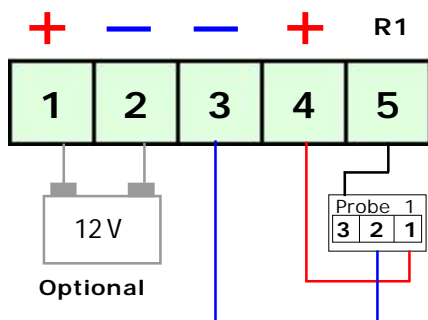 + — — + R1
1 2 3 4 5
12V
Probe 1
3 2 1
Optional